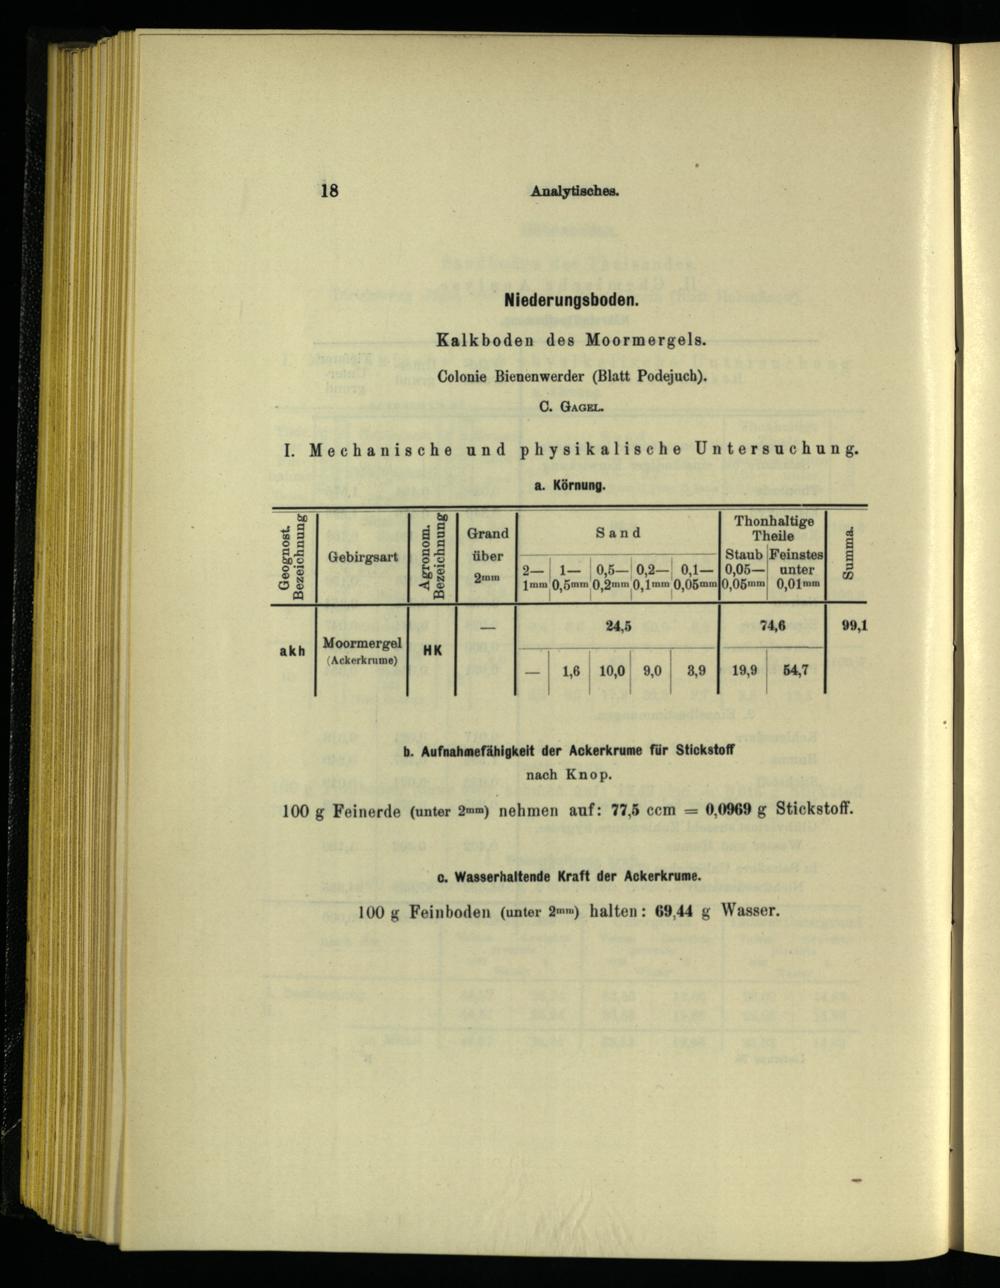 18 Analytisches.
Niederungsboden.
Kalkboden des Moormergels.
Colonie Bienenwerder (Blatt Podejuch).
C. GAGEL.
I. Mechanische und physikalische Untersuchung.
a. Körnung.
Geognost. Bezeichnung | Gebirgsart | Agronom. Bezeichnung | Grand über 2mm | Sand | Thonhaltige Theile | Summa.
2—1mm | 1—0,5mm | 0,5—0,2mm | 0,2—0,1mm | 0,1—0,05mm | Staub 0,05—0,05mm | Feinstes unter 0,01mm
akh | Moormergel (Ackerkrume) | HK | — | 24,5 | 74,6 | 99,1
— | 1,6 | 10,0 | 9,0 | 3,9 | 19,9 | 54,7
b. Aufnahmefähigkeit der Ackerkrume für Stickstoff
nach Knop.
100 g Feinerde (unter 2mm) nehmen auf: 77,5 ccm = 0,0969 g Stickstoff.
c. Wasserhaltende Kraft der Ackerkrume.
100 g Feinboden (unter 2mm) halten: 69,44 g Wasser.